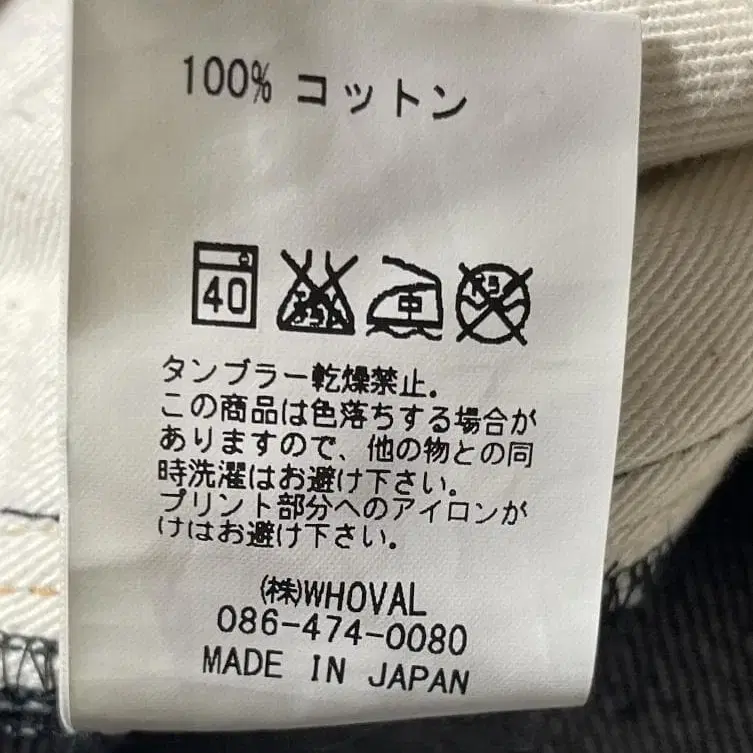 100% コットン
40 中
タンブラー乾燥禁止.
この商品は色落ちする場合が
ありますので、他の物との同
時洗濯はお避け下さい。
プリント部分へのアイロンが
けはお避け下さい。
(株)WHOVAL
086-474-0080
MADE IN JAPAN